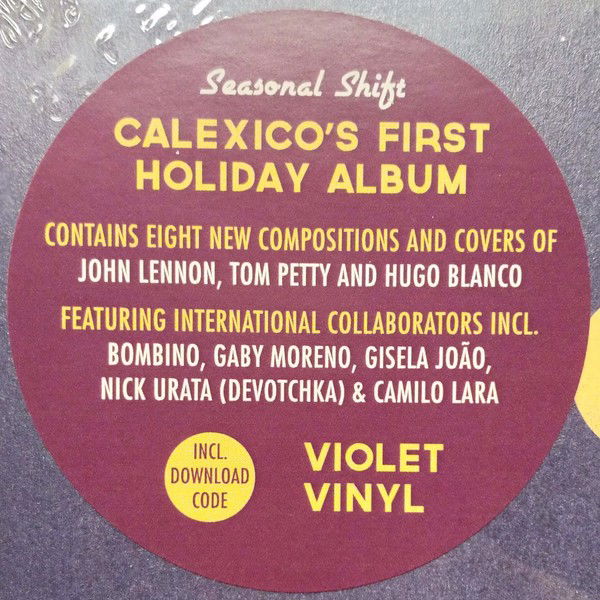 Seasonal Shift
CALEXICO'S FIRST
HOLIDAY ALBUM
CONTAINS EIGHT NEW COMPOSITIONS AND COVERS OF
JOHN LENNON, TOM PETTY AND HUGO BLANCO
FEATURING INTERNATIONAL COLLABORATORS INCL.
BOMBINO, GABY MORENO, GISELA JOÃO,
NICK URATA (DEVOTCHKA) & CAMILO LARA
INCL.
DOWNLOAD
CODE
VIOLET
VINYL